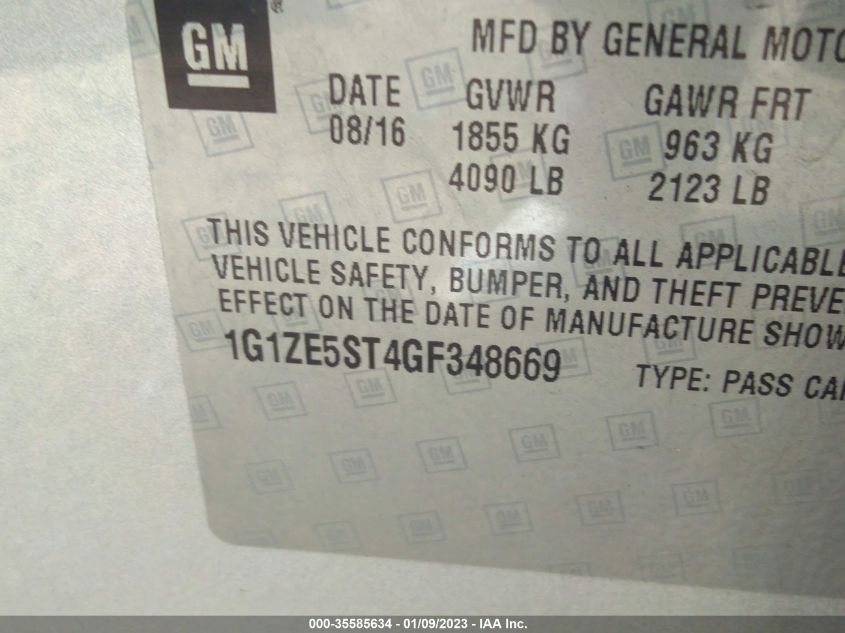 GM ®
MFD BY GENERAL MOTO
DATE GVWR GAWR FRT
08/16 1855 KG 963 KG
4090 LB 2123 LB
THIS VEHICLE CONFORMS TO ALL APPLICABLE
VEHICLE SAFETY, BUMPER, AND THEFT PREVE
EFFECT ON THE DATE OF MANUFACTURE SHOW
1G1ZE5ST4GF348669 TYPE: PASS CAR
000-35585634 - 01/09/2023 - IAA Inc.